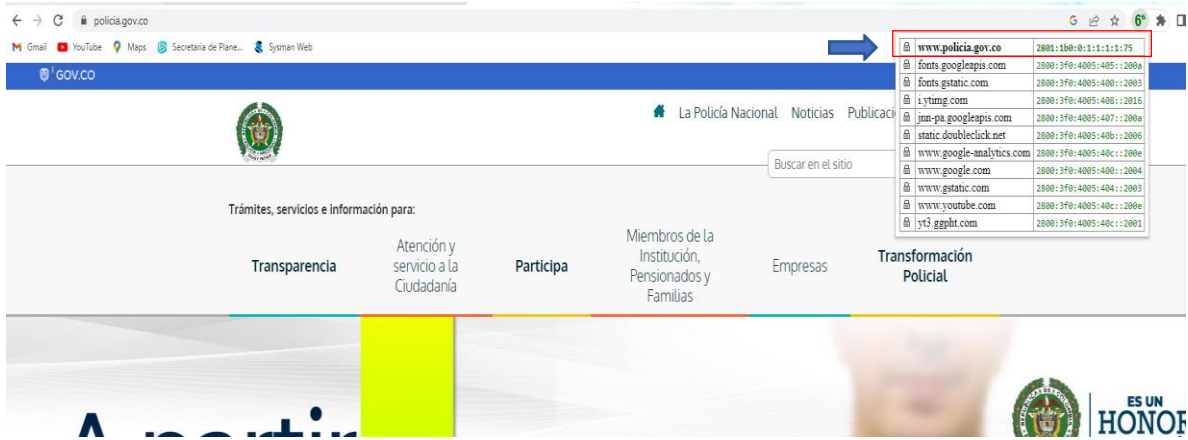 policia.gov.co
Gmail YouTube Maps Secretaria de Plane... Sysman Web
6°
GOV.CO
www.policia.gov.co 2801:1b0:0:1:1:1:1:75
fonts.googleapis.com 2800:3f0:4005:405::200a
fonts.gstatic.com 2800:3f0:4005:400::2003
i.ytimg.com 2800:3f0:4005:408::2016
jnn-pa.googleapis.com 2800:3f0:4005:407::200a
static.doubleclick.net 2800:3f0:4005:40b::2006
www.google-analytics.com 2800:3f0:4005:40c::200e
www.google.com 2800:3f0:4005:400::2004
www.gstatic.com 2800:3f0:4005:404::2003
www.youtube.com 2800:3f0:4005:40c::200e
yt3.ggpht.com 2800:3f0:4005:40c::2001
La Policía Nacional Noticias Publicaci
Buscar en el sitio
Trámites, servicios e información para:
Transparencia
Atención y
servicio a la
Ciudadanía
Participa
Miembros de la
Institución,
Pensionados y
Familias
Empresas
Transformación
Policial
A partir
ES UN
HONOR